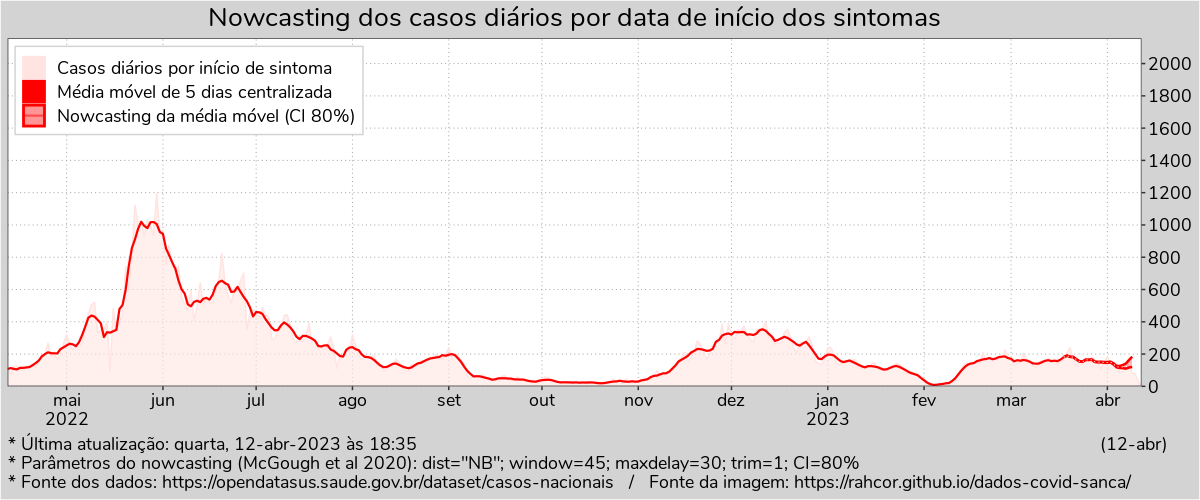 Nowcasting dos casos diários por data de início dos sintomas
Casos diários por início de sintoma
Média móvel de 5 dias centralizada
Nowcasting da média móvel (CI 80%)
2000
1800
1600
1400
1200
1000
800
600
400
200
0
mai jun jul ago set out nov dez jan fev mar abr
2022 2023
* Última atualização: quarta, 12-abr-2023 às 18:35 (12-abr)
* Parâmetros do nowcasting (McGough et al 2020): dist="NB"; window=45; maxdelay=30; trim=1; CI=80%
* Fonte dos dados: https://opendatasus.saude.gov.br/dataset/casos-nacionais / Fonte da imagem: https://rahcor.github.io/dados-covid-sanca/